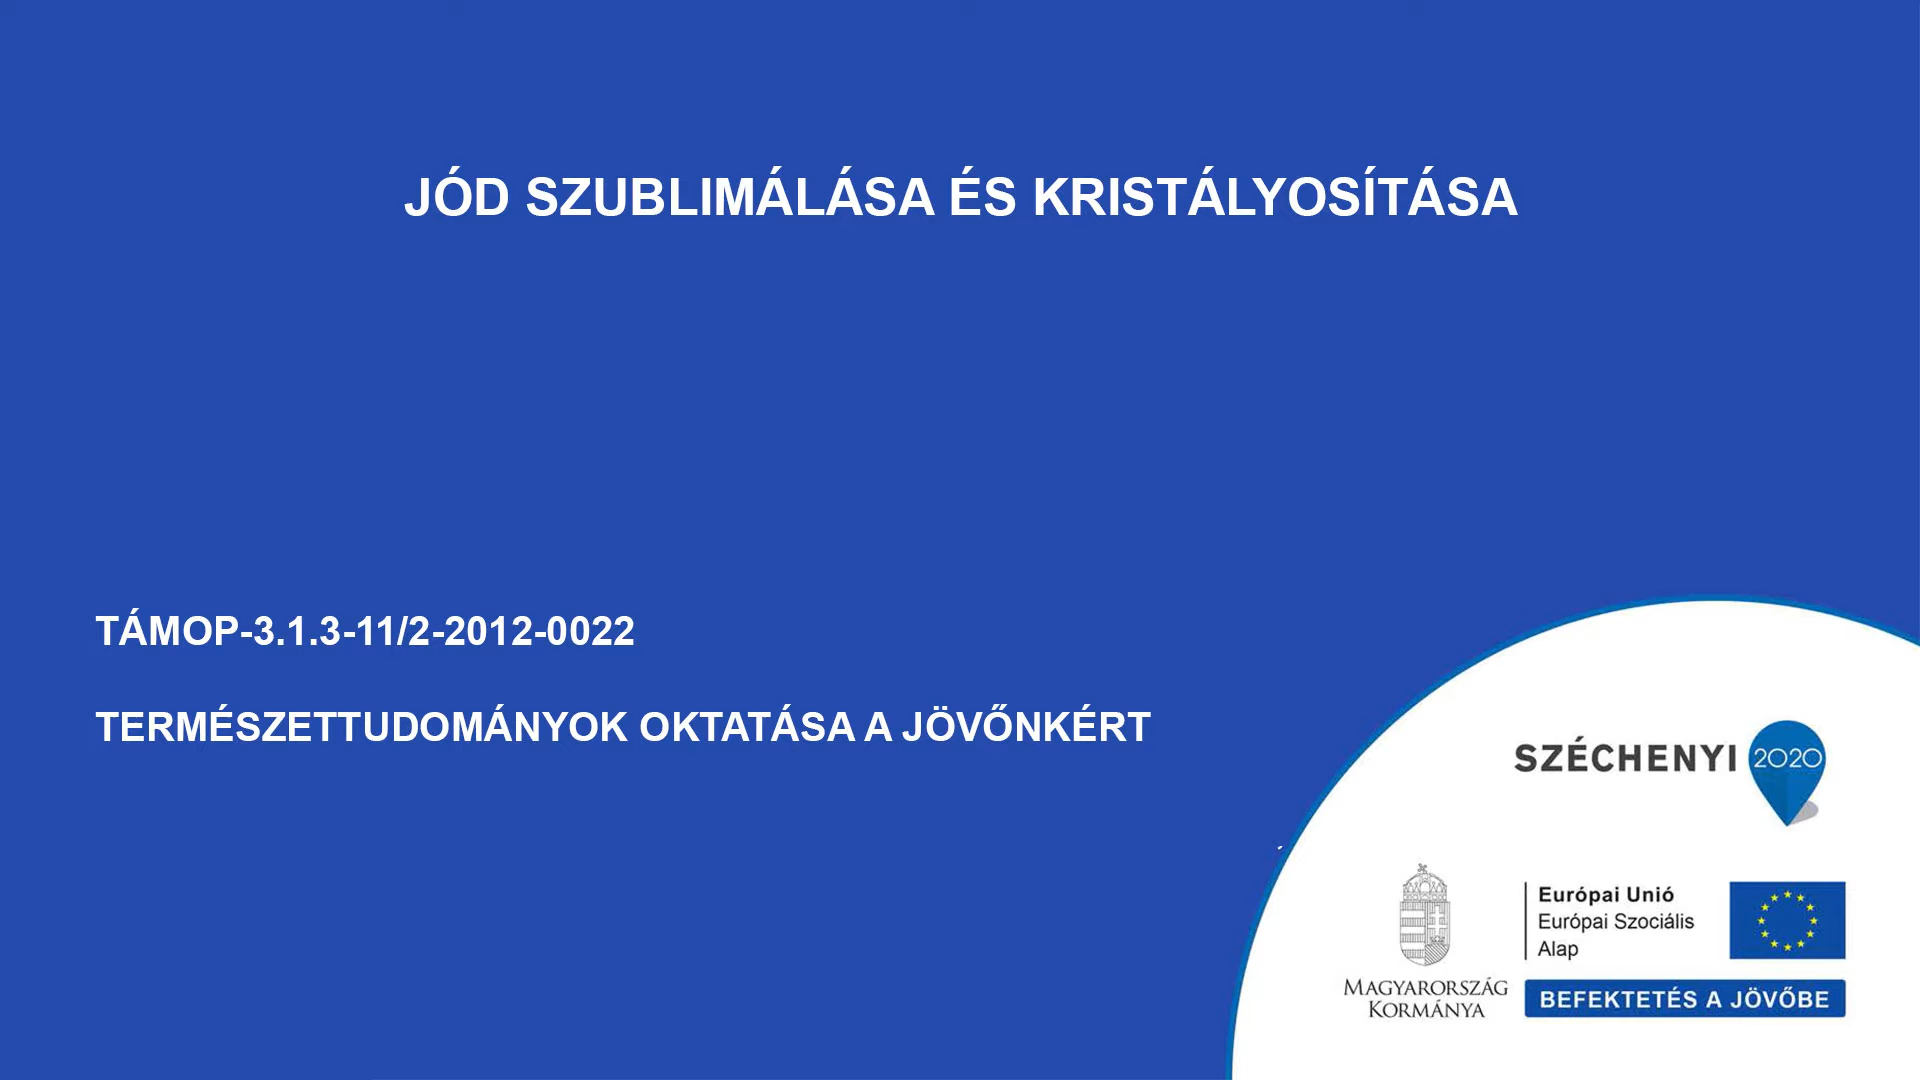 JÓD SZUBLIMÁLÁSA ÉS KRISTÁLYOSÍTÁSA
TÁMOP-3.1.3-11/2-2012-0022
TERMÉSZETTUDOMÁNYOK OKTATÁSA A JÖVŐNKÉRT
SZÉCHENYI 2020
MAGYARORSZÁG
KORMÁNYA
Európai Unió
Európai Szociális
Alap
BEFEKTETÉS A JÖVŐBE